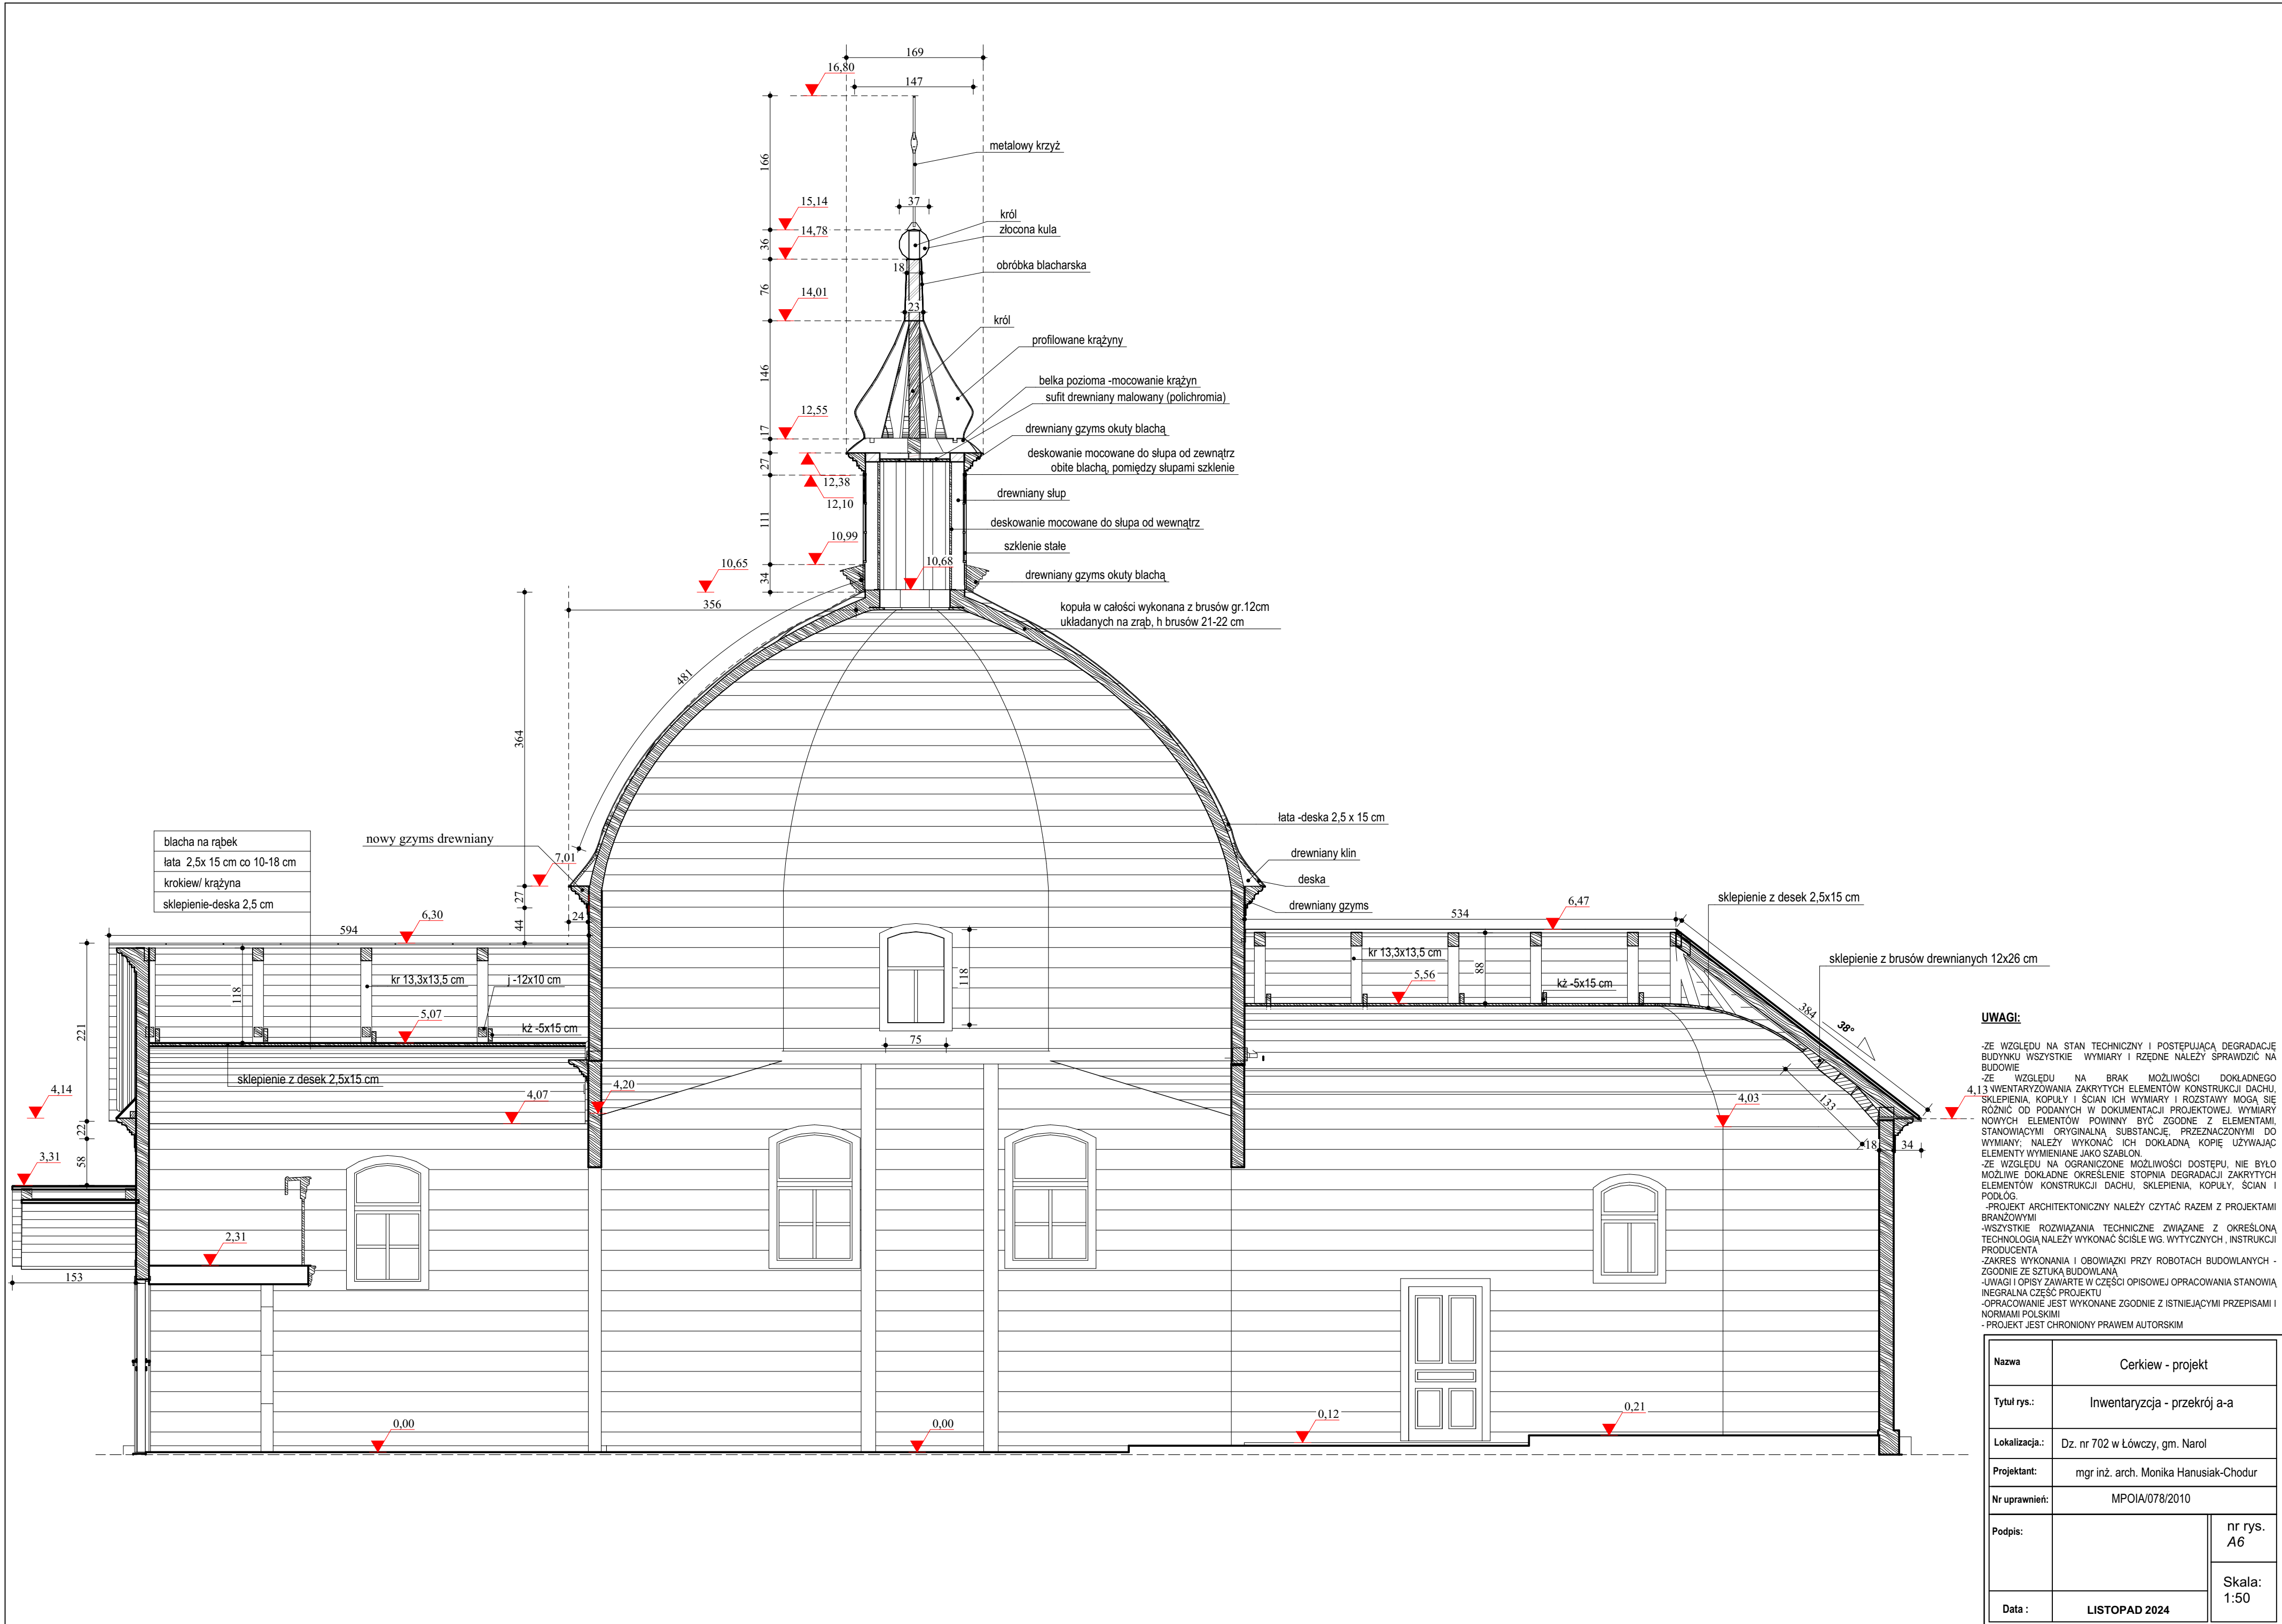 169
16,80
147
166
metalowy krzyż
15,14
37
król
złocona kula
14,78
36
obróbka blacharska
18
76
14,01
23
król
profilowane krążyny
146
belka pozioma -mocowanie krążyn
sufit drewniany malowany (polichromia)
12,55
17
drewniany gzyms okuty blachą
27
deskowanie mocowane do słupa od zewnątrz
obite blachą, pomiędzy słupami szklenie
12,38
12,10
drewniany słup
111
deskowanie mocowane do słupa od wewnątrz
10,99
szklenie stałe
10,65
10,68
34
drewniany gzyms okuty blachą
356
kopuła w całości wykonana z brusów gr.12cm
układanych na zrąb, h brusów 21-22 cm
481
364
łata -deska 2,5 x 15 cm
blacha na rąbek
łata 2,5x 15 cm co 10-18 cm
krokiew/ krążyna
sklepienie-deska 2,5 cm
nowy gzyms drewniany
7,01
drewniany klin
deska
drewniany gzyms
27
24
44
6,30
594
534
6,47
sklepienie z desek 2,5x15 cm
118
kr 13,3x13,5 cm
j -12x10 cm
118
kr 13,3x13,5 cm
88
5,56
kż -5x15 cm
sklepienie z brusów drewnianych 12x26 cm
384
38°
221
5,07
kż -5x15 cm
75
sklepienie z desek 2,5x15 cm
4,14
4,07
4,20
4,03
133
4,13
18
34
22
58
3,31
2,31
153
0,00
0,00
0,12
0,21
UWAGI:
-ZE WZGLĘDU NA STAN TECHNICZNY I POSTĘPUJĄCĄ DEGRADACJĘ
BUDYNKU WSZYSTKIE WYMIARY I RZĘDNE NALEŻY SPRAWDZIĆ NA
BUDOWIE
-ZE WZGLĘDU NA BRAK MOŻLIWOŚCI DOKŁADNEGO
NWENTARYZOWANIA ZAKRYTYCH ELEMENTÓW KONSTRUKCJI DACHU,
SKLEPIENIA, KOPUŁY I ŚCIAN ICH WYMIARY I ROZSTAWY MOGĄ SIĘ
RÓŻNIĆ OD PODANYCH W DOKUMENTACJI PROJEKTOWEJ. WYMIARY
NOWYCH ELEMENTÓW POWINNY BYĆ ZGODNE Z ELEMENTAMI,
STANOWIĄCYMI ORYGINALNĄ SUBSTANCJĘ, PRZEZNACZONYMI DO
WYMIANY; NALEŻY WYKONAĆ ICH DOKŁADNĄ KOPIĘ UŻYWAJĄC
ELEMENTY WYMIENIANE JAKO SZABLON.
-ZE WZGLĘDU NA OGRANICZONE MOŻLIWOŚCI DOSTĘPU, NIE BYŁO
MOŻLIWE DOKŁADNE OKREŚLENIE STOPNIA DEGRADACJI ZAKRYTYCH
ELEMENTÓW KONSTRUKCJI DACHU, SKLEPIENIA, KOPUŁY, ŚCIAN I
PODŁÓG.
-PROJEKT ARCHITEKTONICZNY NALEŻY CZYTAĆ RAZEM Z PROJEKTAMI
BRANŻOWYMI
-WSZYSTKIE ROZWIĄZANIA TECHNICZNE ZWIĄZANE Z OKREŚLONĄ
TECHNOLOGIĄ NALEŻY WYKONAĆ ŚCIŚLE WG. WYTYCZNYCH , INSTRUKCJI
PRODUCENTA
-ZAKRES WYKONANIA I OBOWIĄZKI PRZY ROBOTACH BUDOWLANYCH -
ZGODNIE ZE SZTUKĄ BUDOWLANĄ
-UWAGI I OPISY ZAWARTE W CZĘŚCI OPISOWEJ OPRACOWANIA STANOWIĄ
INEGRALNA CZĘŚĆ PROJEKTU
-OPRACOWANIE JEST WYKONANE ZGODNIE Z ISTNIEJĄCYMI PRZEPISAMI I
NORMAMI POLSKIMI
- PROJEKT JEST CHRONIONY PRAWEM AUTORSKIM
Nazwa
Cerkiew - projekt
Tytuł rys.:
Inwentaryzcja - przekrój a-a
Lokalizacja.:
Dz. nr 702 w Łówczy, gm. Narol
Projektant:
mgr inż. arch. Monika Hanusiak-Chodur
Nr uprawnień:
MPOIA/078/2010
Podpis:
nr rys.
A6
Skala:
1:50
Data :
LISTOPAD 2024